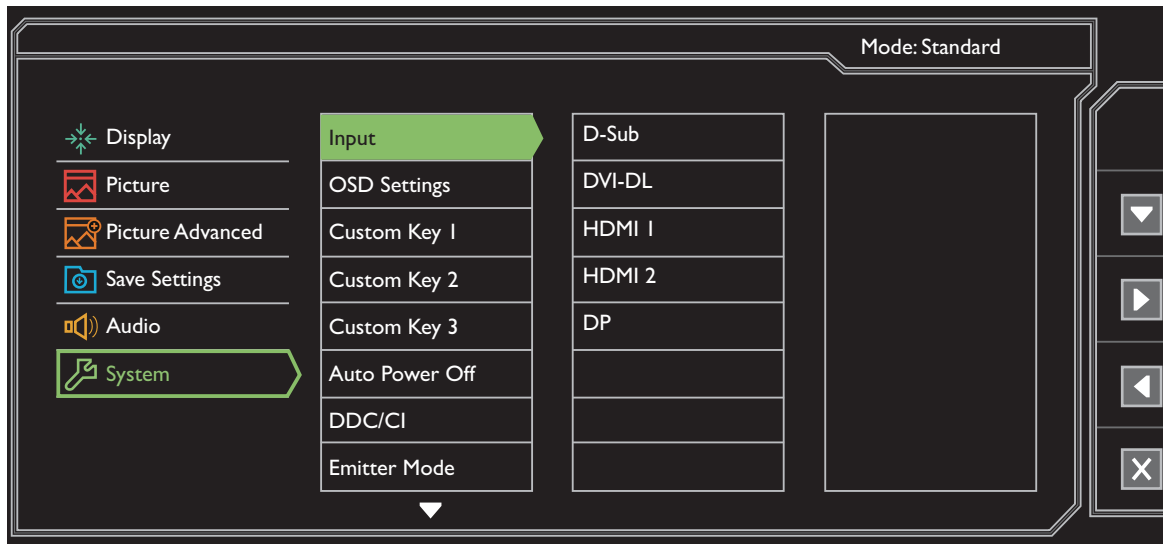 Mode: Standard
Display
Picture
Picture Advanced
Save Settings
Audio
System
Input
OSD Settings
Custom Key 1
Custom Key 2
Custom Key 3
Auto Power Off
DDC/CI
Emitter Mode
D-Sub
DVI-DL
HDMI 1
HDMI 2
DP